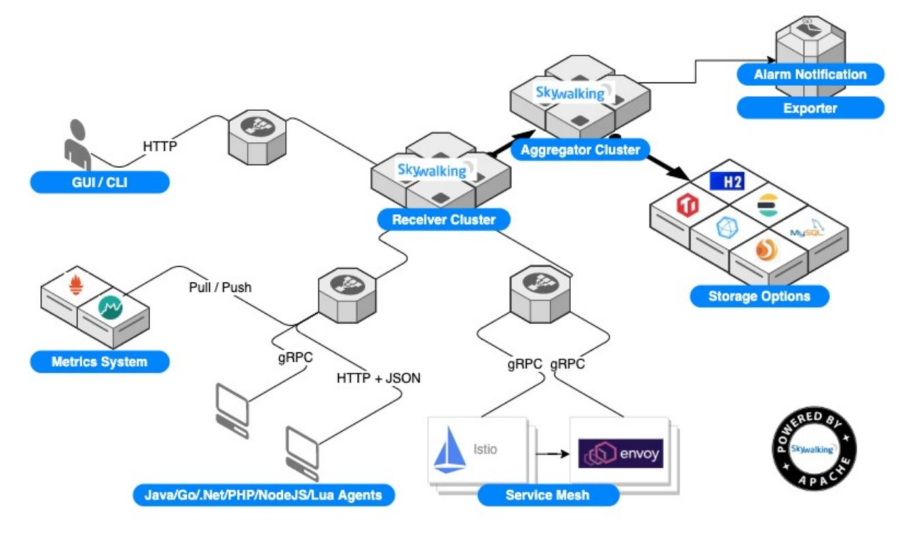 Alarm Notification
Exporter
Skywalking
Aggregator Cluster
HTTP
GUI / CLI
Skywalking
Receiver Cluster
H2
MySQL
Storage Options
Pull / Push
Metrics System
gRPC
HTTP + JSON
gRPC gRPC
Istio
envoy
Java/Go/.Net/PHP/NodeJS/Lua Agents
Service Mesh
POWERED BY
Skywalking
APACHE